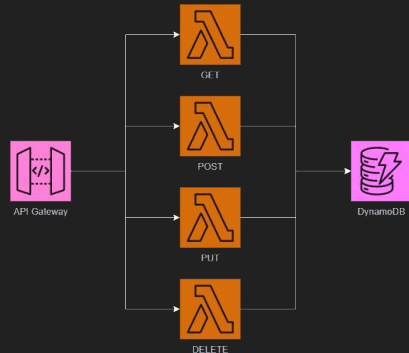 GET
POST
API Gateway
DynamoDB
PUT
DELETE